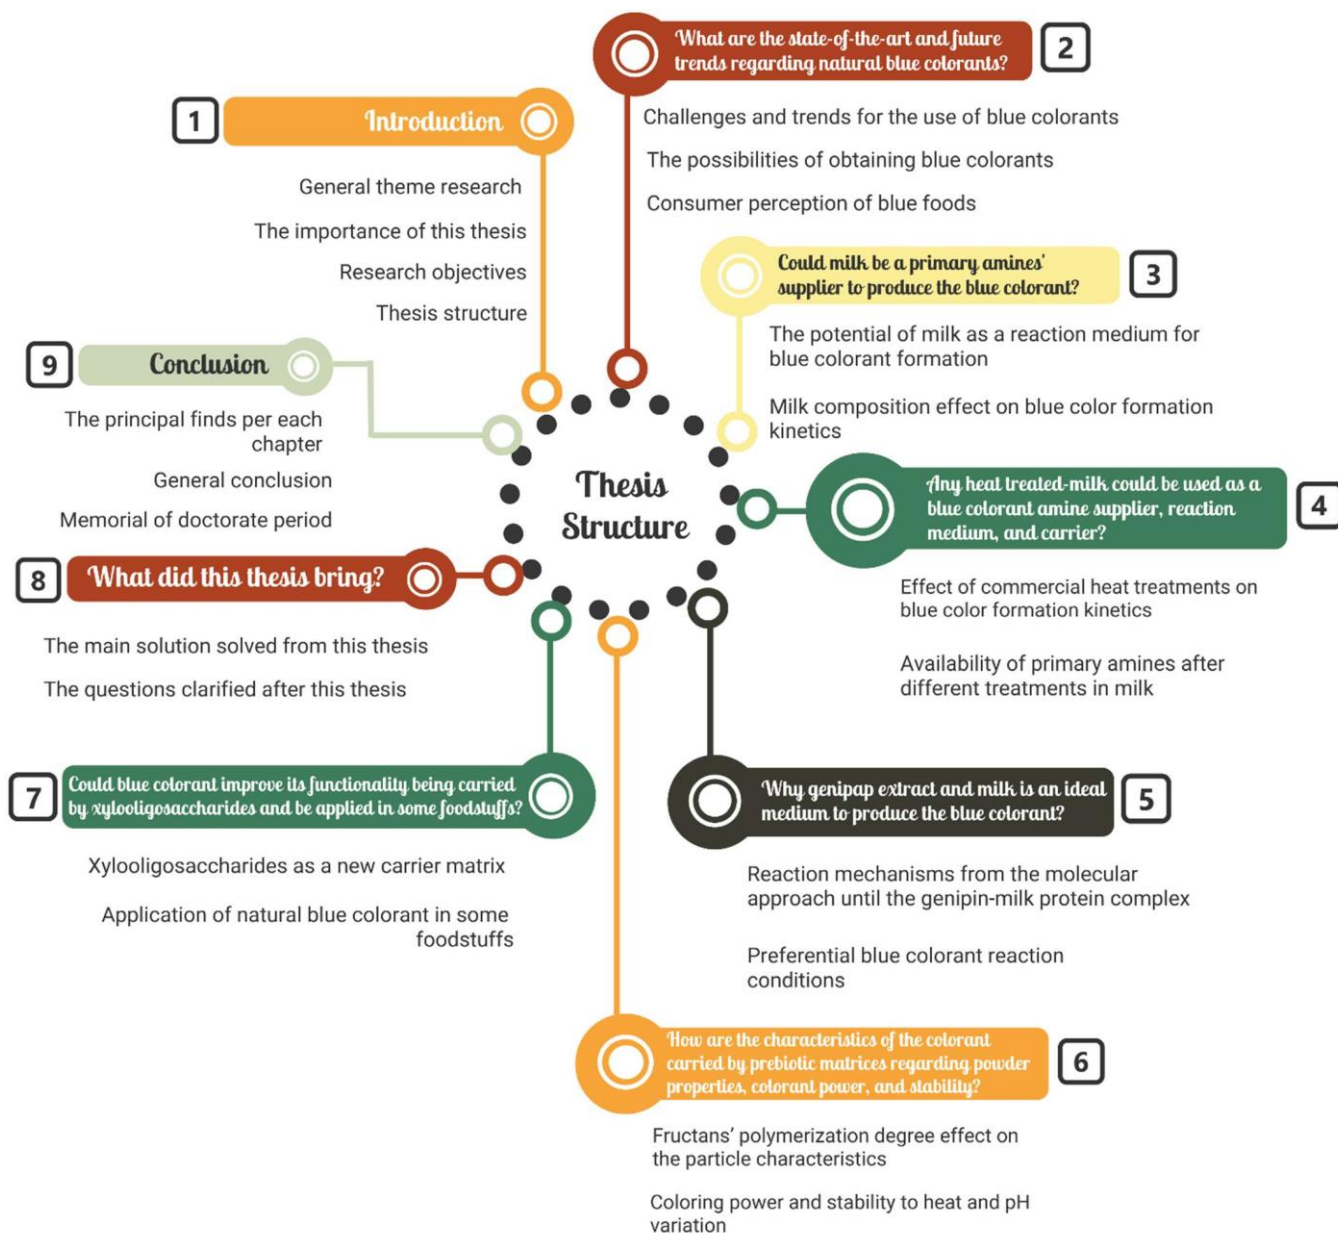 Thesis
Structure
1
Introduction
General theme research
The importance of this thesis
Research objectives
Thesis structure
2
What are the state-of-the-art and future
trends regarding natural blue colorants?
Challenges and trends for the use of blue colorants
The possibilities of obtaining blue colorants
Consumer perception of blue foods
3
Could milk be a primary amines'
supplier to produce the blue colorant?
The potential of milk as a reaction medium for
blue colorant formation
Milk composition effect on blue color formation
kinetics
4
Any heat treated-milk could be used as a
blue colorant amine supplier, reaction
medium, and carrier?
Effect of commercial heat treatments on
blue color formation kinetics
Availability of primary amines after
different treatments in milk
5
Why genipap extract and milk is an ideal
medium to produce the blue colorant?
Reaction mechanisms from the molecular
approach until the genipin-milk protein complex
Preferential blue colorant reaction
conditions
6
How are the characteristics of the colorant
carried by prebiotic matrices regarding powder
properties, colorant power, and stability?
Fructans’ polymerization degree effect on
the particle characteristics
Coloring power and stability to heat and pH
variation
7
Could blue colorant improve its functionality being carried
by xylooligosaccharides and be applied in some foodstuffs?
Xylooligosaccharides as a new carrier matrix
Application of natural blue colorant in some
foodstuffs
8
What did this thesis bring?
The main solution solved from this thesis
The questions clarified after this thesis
9
Conclusion
The principal finds per each
chapter
General conclusion
Memorial of doctorate period